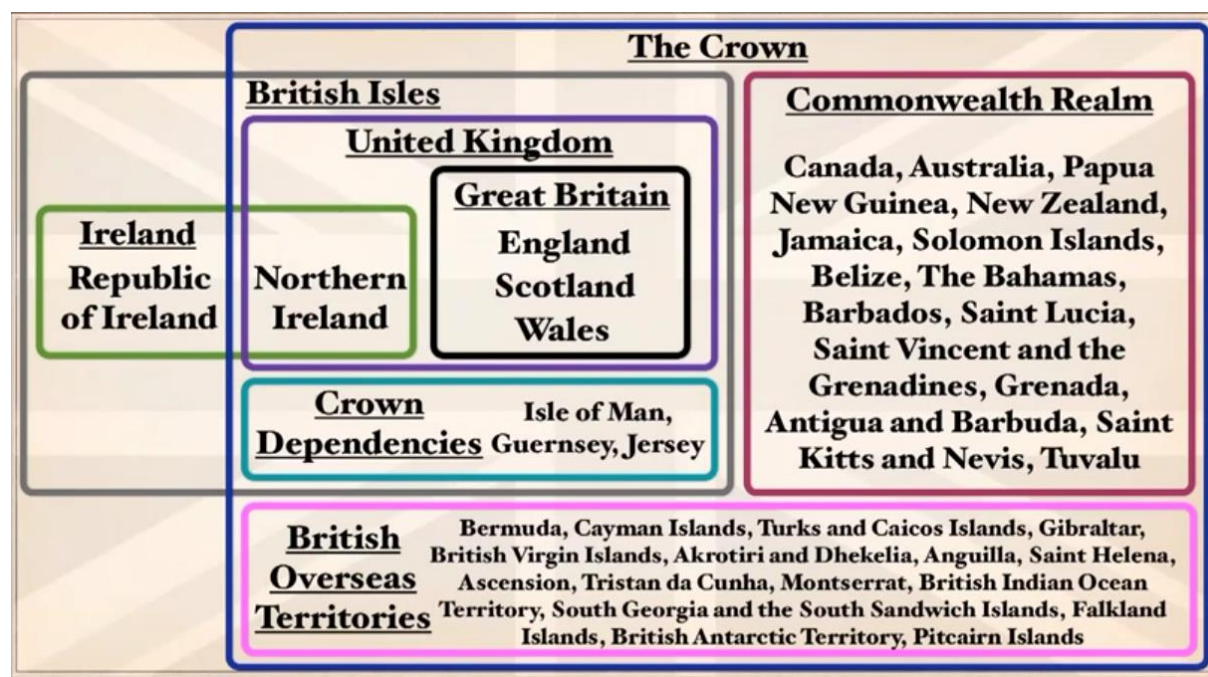 The Crown
British Isles
United Kingdom
Great Britain
England
Scotland
Wales
Ireland
Republic
of Ireland
Northern
Ireland
Crown
Dependencies
Isle of Man,
Guernsey, Jersey
Commonwealth Realm
Canada, Australia, Papua
New Guinea, New Zealand,
Jamaica, Solomon Islands,
Belize, The Bahamas,
Barbados, Saint Lucia,
Saint Vincent and the
Grenadines, Grenada,
Antigua and Barbuda, Saint
Kitts and Nevis, Tuvalu
British
Overseas
Territories
Bermuda, Cayman Islands, Turks and Caicos Islands, Gibraltar,
British Virgin Islands, Akrotiri and Dhekelia, Anguilla, Saint Helena,
Ascension, Tristan da Cunha, Montserrat, British Indian Ocean
Territory, South Georgia and the South Sandwich Islands, Falkland
Islands, British Antarctic Territory, Pitcairn Islands